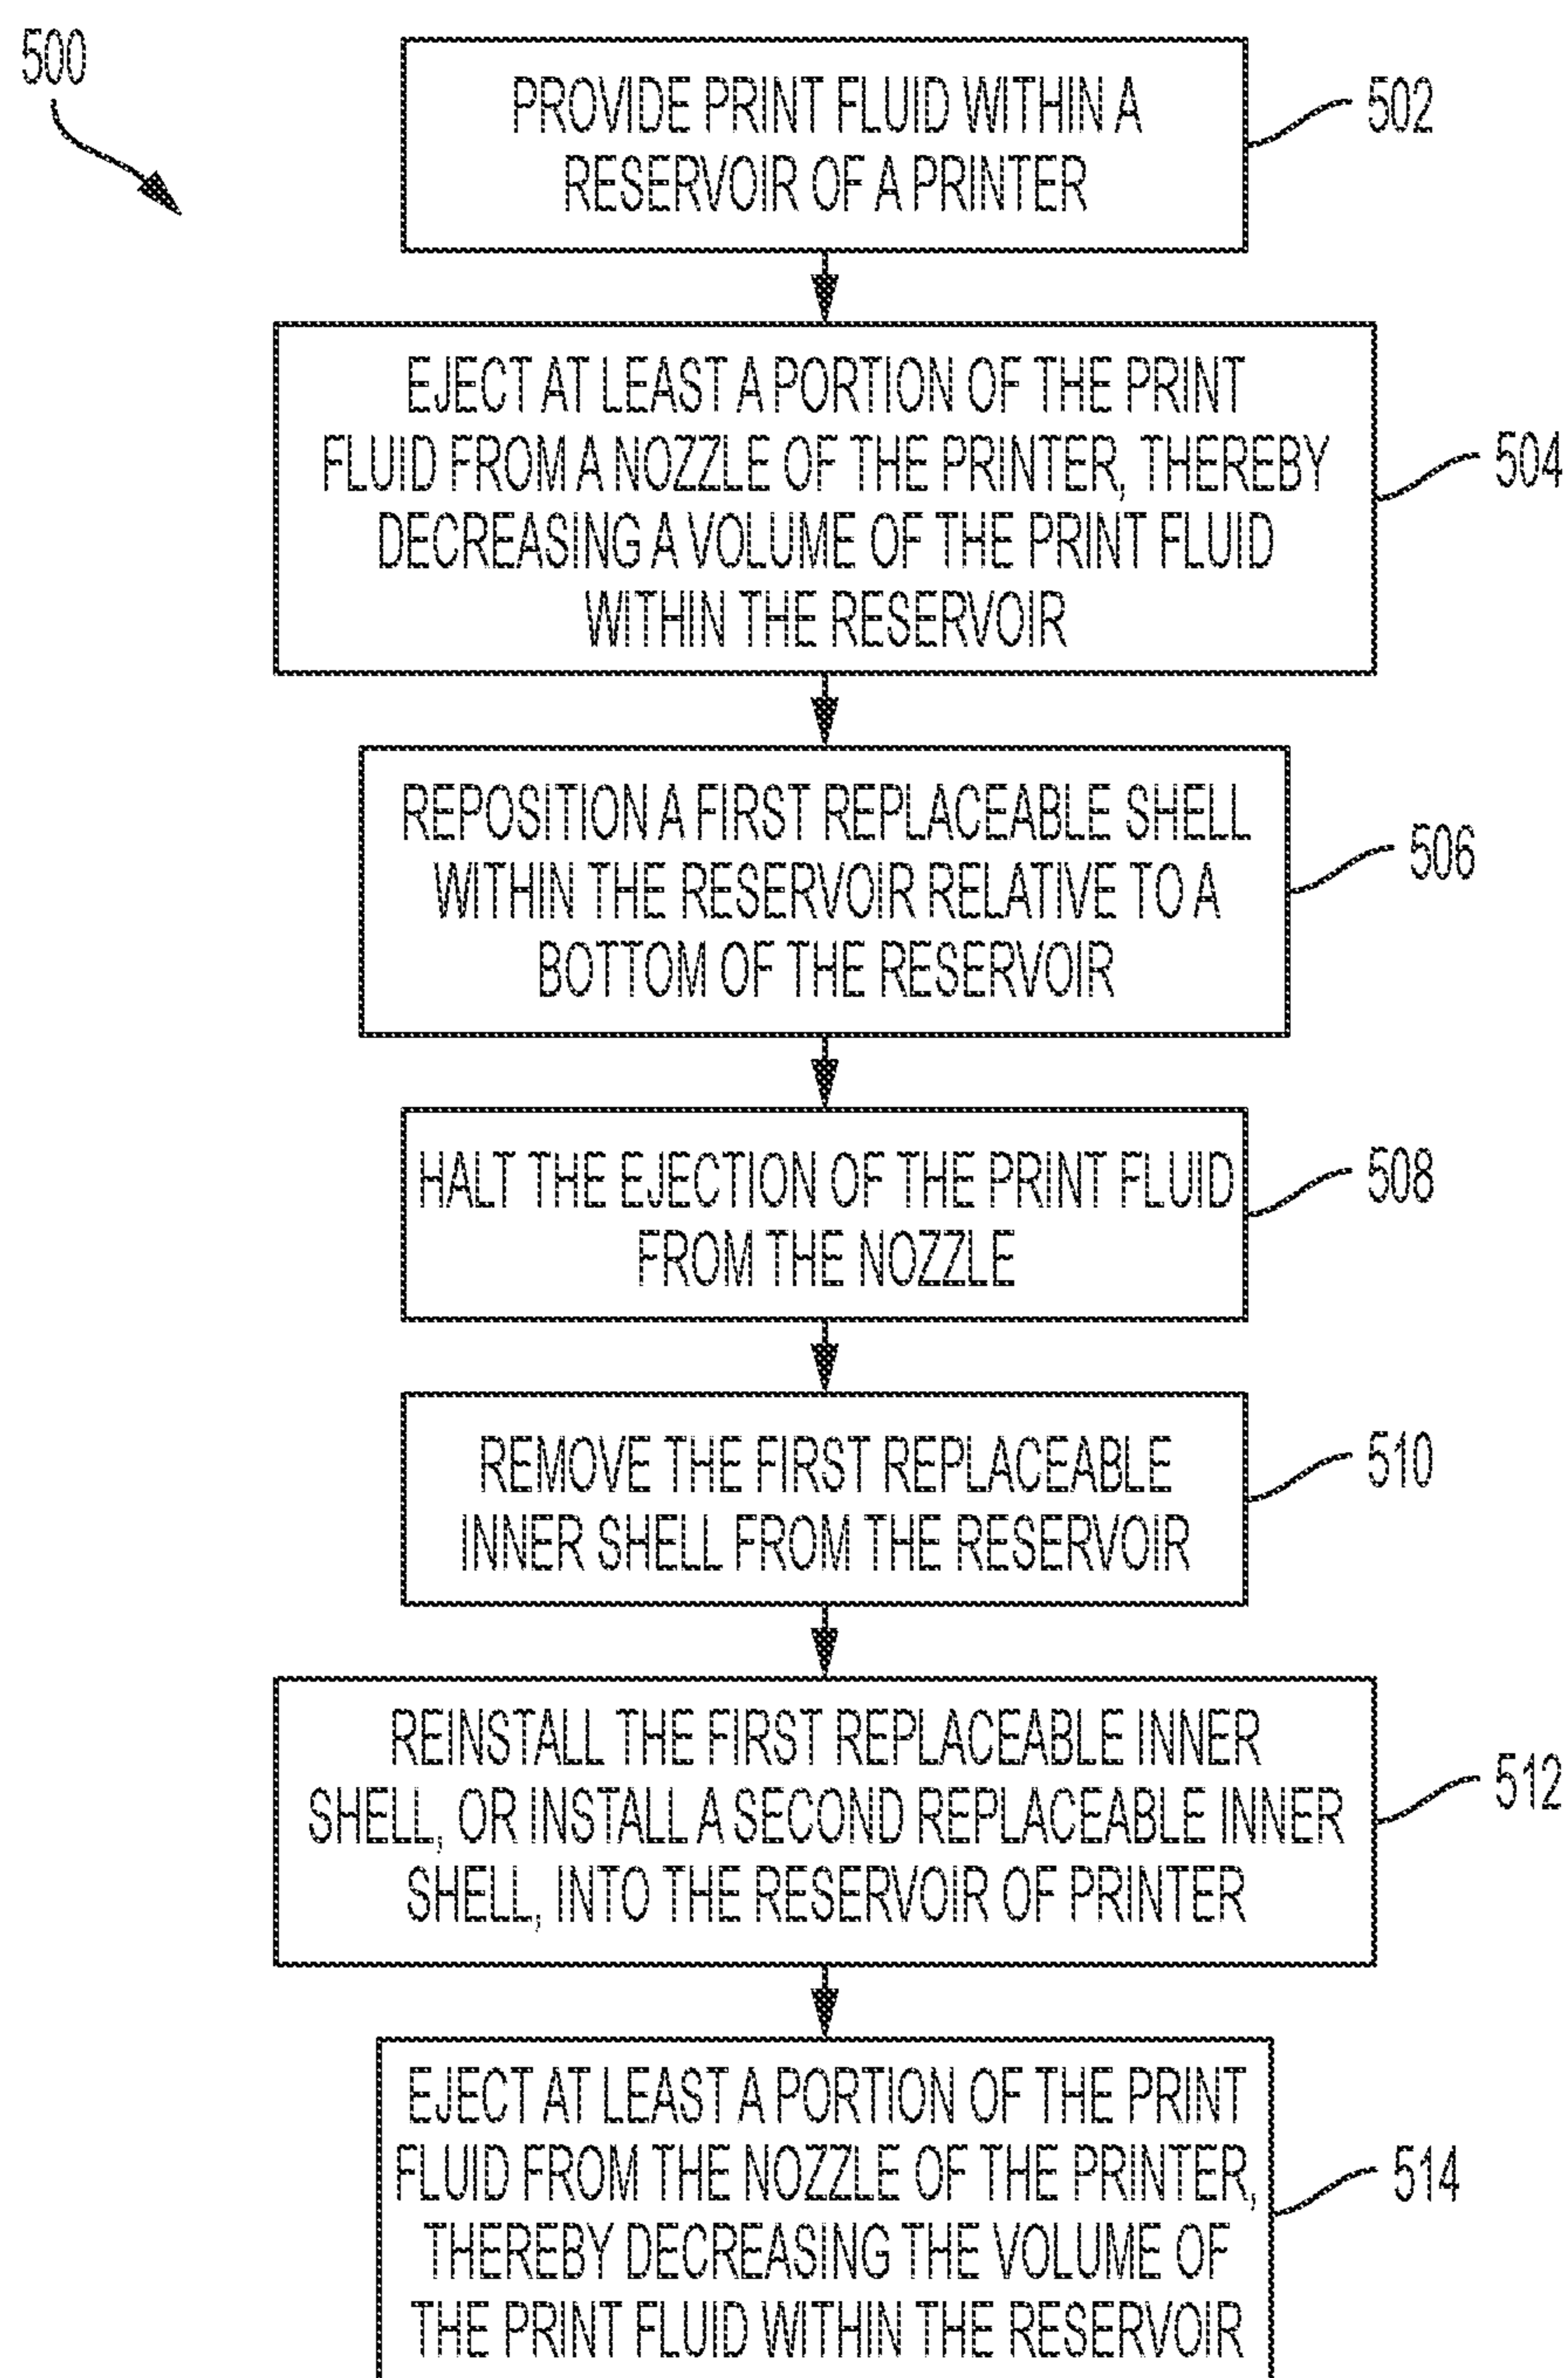 500
PROVIDE PRINT FLUID WITHIN A
RESERVOIR OF A PRINTER
502
EJECT AT LEAST A PORTION OF THE PRINT
FLUID FROM A NOZZLE OF THE PRINTER, THEREBY
DECREASING A VOLUME OF THE PRINT FLUID
WITHIN THE RESERVOIR
504
REPOSITION A FIRST REPLACEABLE SHELL
WITHIN THE RESERVOIR RELATIVE TO A
BOTTOM OF THE RESERVOIR
506
HALT THE EJECTION OF THE PRINT FLUID
FROM THE NOZZLE
508
REMOVE THE FIRST REPLACEABLE
INNER SHELL FROM THE RESERVOIR
510
REINSTALL THE FIRST REPLACEABLE INNER
SHELL, OR INSTALL A SECOND REPLACEABLE INNER
SHELL, INTO THE RESERVOIR OF PRINTER
512
EJECT AT LEAST A PORTION OF THE PRINT
FLUID FROM THE NOZZLE OF THE PRINTER,
THEREBY DECREASING THE VOLUME OF
THE PRINT FLUID WITHIN THE RESERVOIR
514